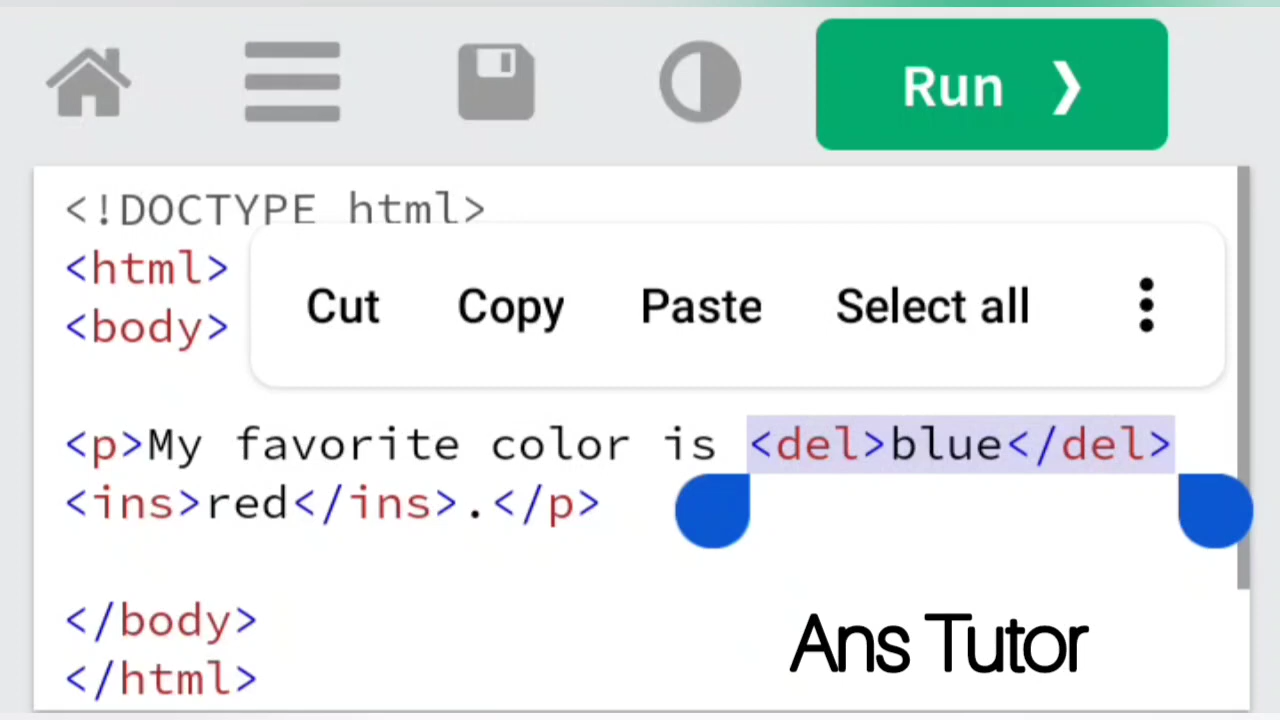 Run ❯
<!DOCTYPE html>
<html>
<body>
Cut Copy Paste Select all
<p>My favorite color is <del>blue</del>
<ins>red</ins>.</p>
</body>
</html>
Ans Tutor